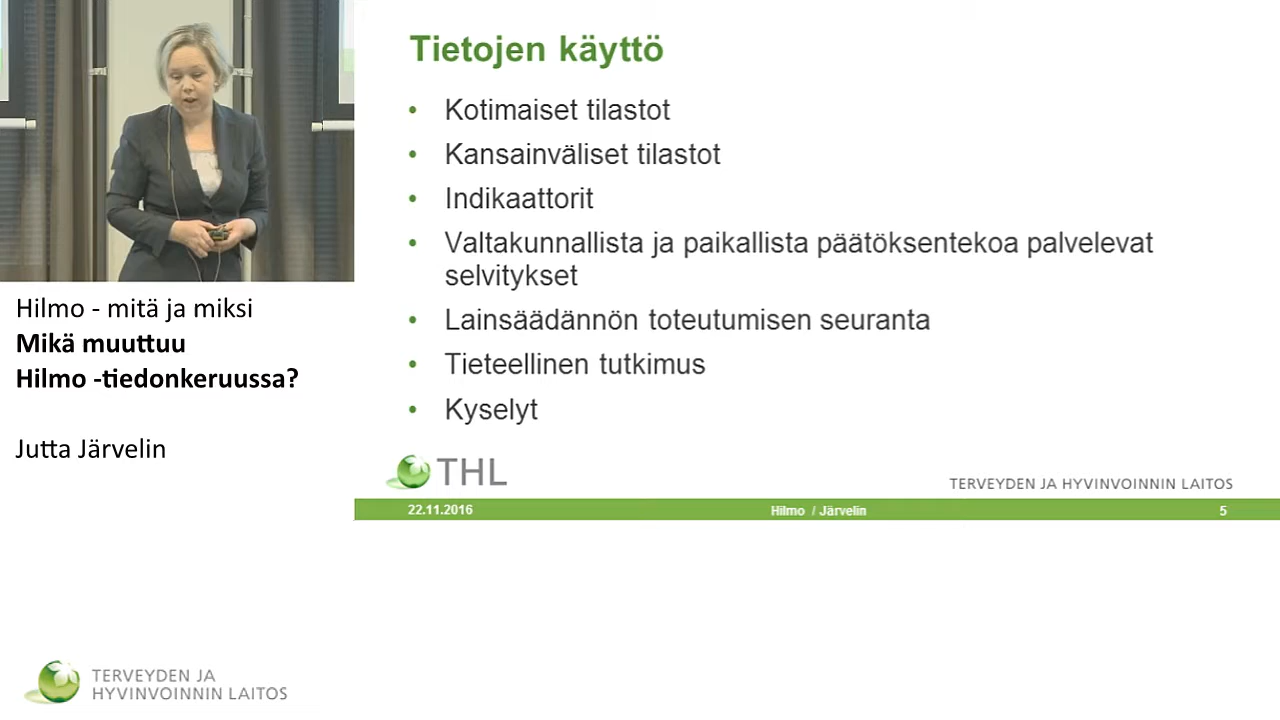 Tietojen käyttö
• Kotimaiset tilastot
• Kansainväliset tilastot
• Indikaattorit
• Valtakunnallista ja paikallista päätöksentekoa palvelevat
selvitykset
• Lainsäädännön toteutumisen seuranta
• Tieteellinen tutkimus
• Kyselyt
THL
TERVEYDEN JA HYVINVOINNIN LAITOS
22.11.2016 Hilmo / Järvelin 5
Hilmo - mitä ja miksi
Mikä muuttuu
Hilmo -tiedonkeruussa?
Jutta Järvelin
TERVEYDEN JA
HYVINVOINNIN LAITOS